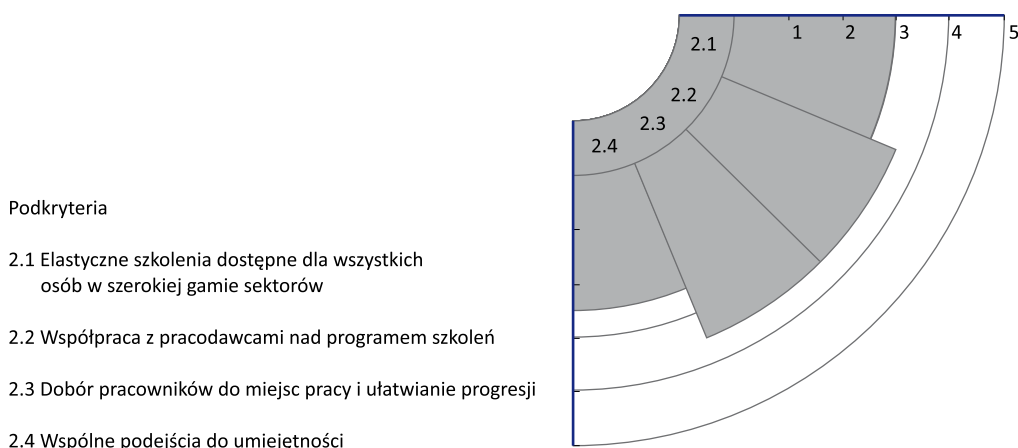 2.1
1
2
3
4
5
2.2
2.3
2.4
Podkryteria
2.1 Elastyczne szkolenia dostępne dla wszystkich
osób w szerokiej gamie sektorów
2.2 Współpraca z pracodawcami nad programem szkoleń
2.3 Dobór pracowników do miejsc pracy i ułatwianie progresji
2.4 Wspólne podejścia do umiejętności